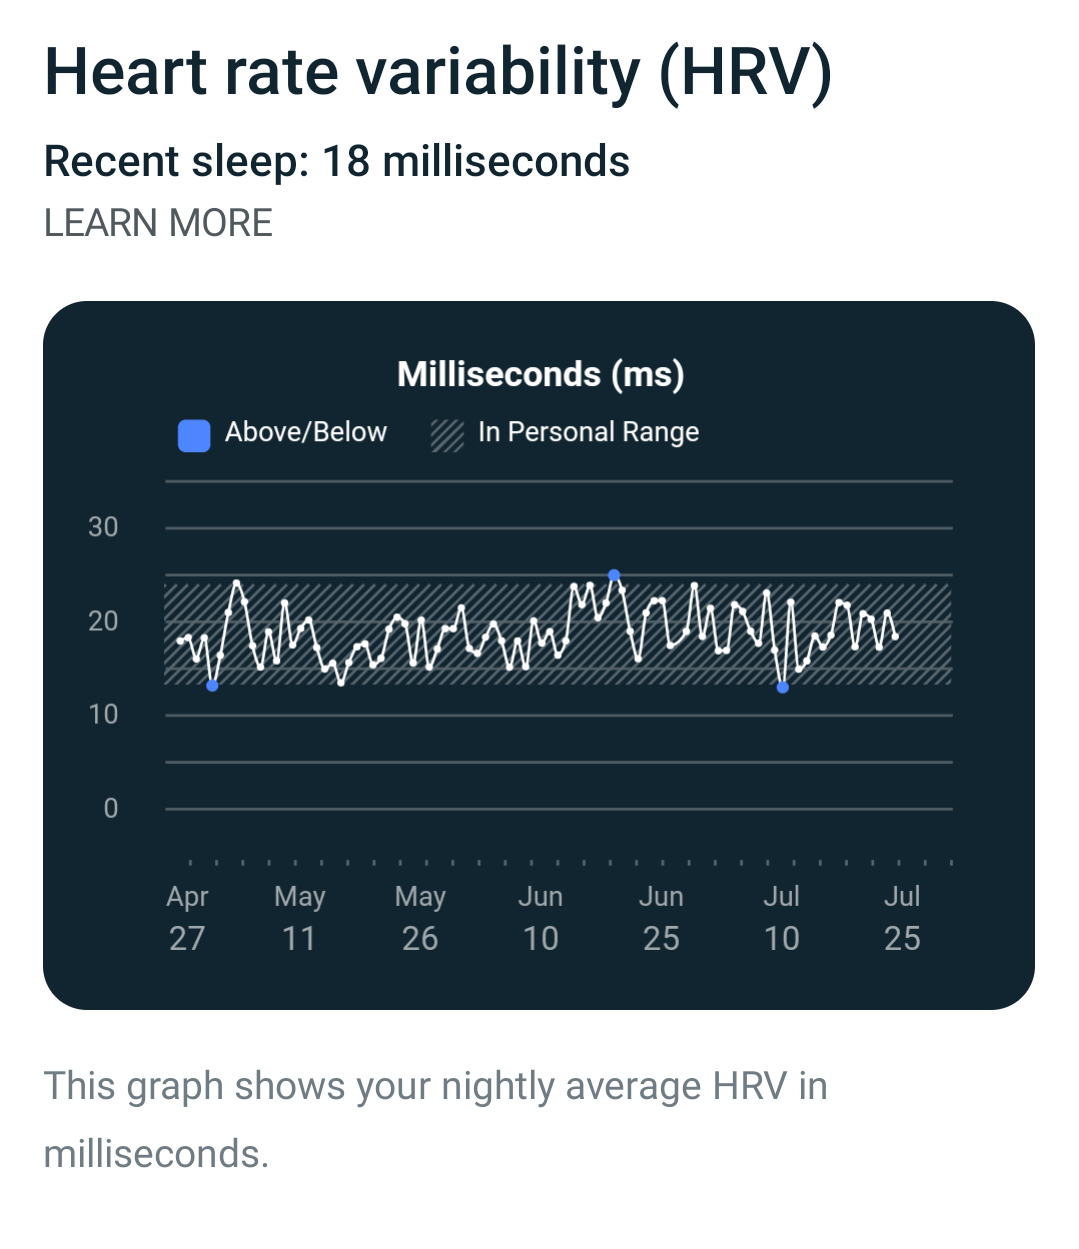 Heart rate variability (HRV)
Recent sleep: 18 milliseconds
LEARN MORE
Milliseconds (ms)
Above/Below In Personal Range
30
20
10
0
Apr May May Jun Jun Jul Jul
27 11 26 10 25 10 25
This graph shows your nightly average HRV in
milliseconds.